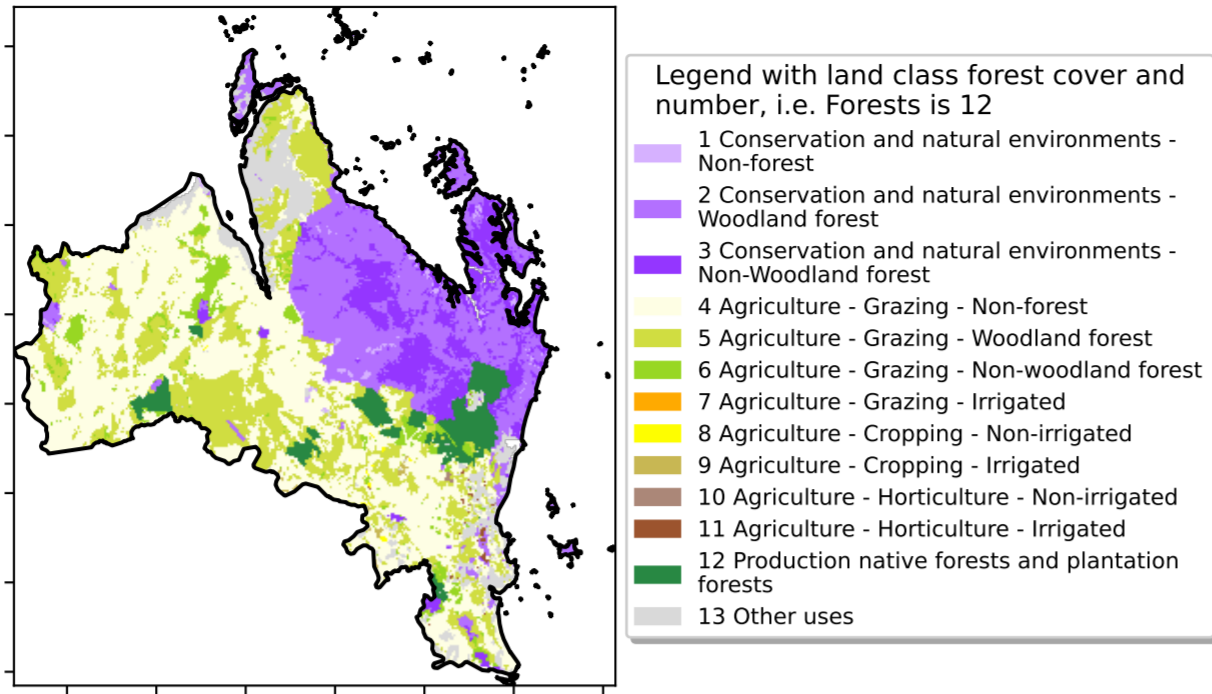 Legend with land class forest cover and
number, i.e. Forests is 12
1 Conservation and natural environments -
Non-forest
2 Conservation and natural environments -
Woodland forest
3 Conservation and natural environments -
Non-Woodland forest
4 Agriculture - Grazing - Non-forest
5 Agriculture - Grazing - Woodland forest
6 Agriculture - Grazing - Non-woodland forest
7 Agriculture - Grazing - Irrigated
8 Agriculture - Cropping - Non-irrigated
9 Agriculture - Cropping - Irrigated
10 Agriculture - Horticulture - Non-irrigated
11 Agriculture - Horticulture - Irrigated
12 Production native forests and plantation
forests
13 Other uses